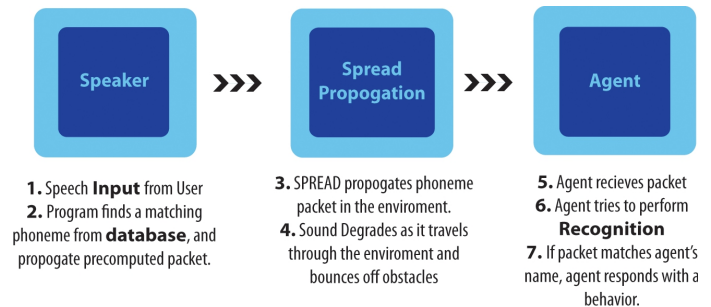 Speaker
Spread
Propogation
Agent
1. Speech Input from User
2. Program finds a matching
phoneme from database, and
propogate precomputed packet.
3. SPREAD propogates phoneme
packet in the enviroment.
4. Sound Degrades as it travels
through the enviroment and
bounces off obstacles
5. Agent recieves packet
6. Agent tries to perform
Recognition
7. If packet matches agent's
name, agent responds with a
behavior.